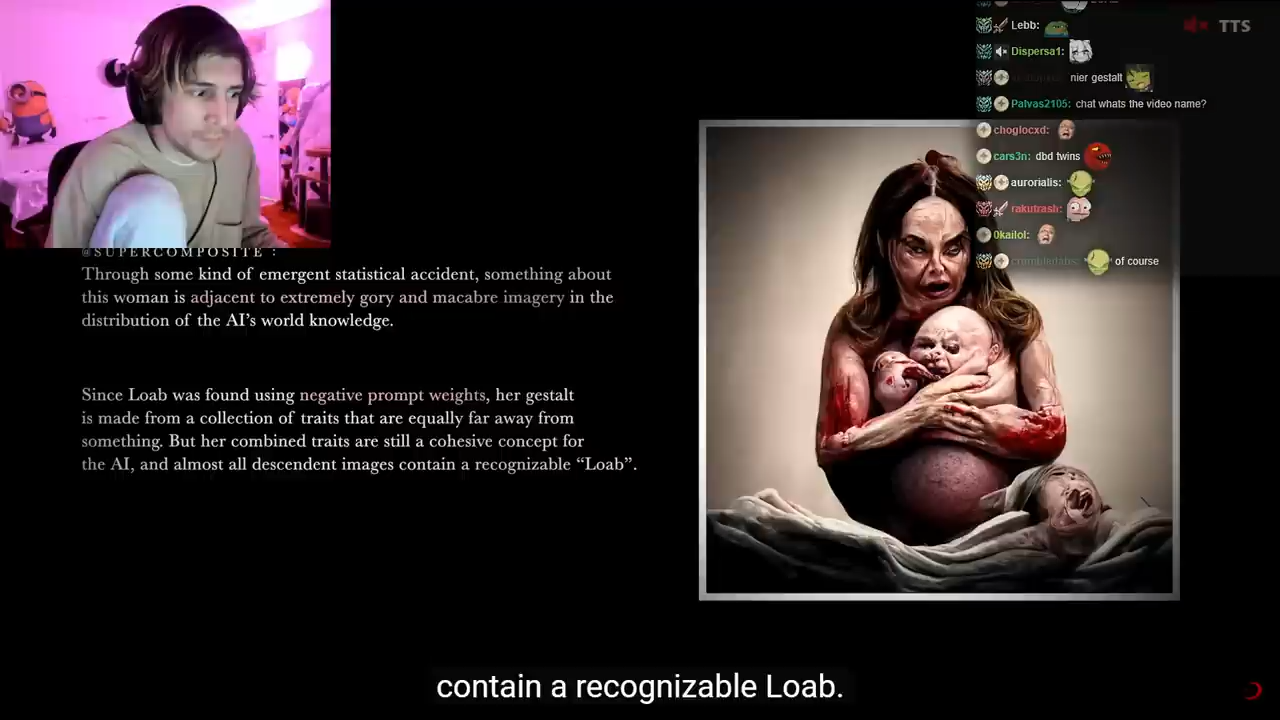 TTS
Lebb:
Dispersa1:
nier gestalt
Palvas2105: chat whats the video name?
choglocxd:
cars3n: dbd twins
aurorialis:
rakutrash:
0kailol:
of course
@SUPERCOMPOSITE :
Through some kind of emergent statistical accident, something about
this woman is adjacent to extremely gory and macabre imagery in the
distribution of the AI's world knowledge.
Since Loab was found using negative prompt weights, her gestalt
is made from a collection of traits that are equally far away from
something. But her combined traits are still a cohesive concept for
the AI, and almost all descendent images contain a recognizable “Loab”.
contain a recognizable Loab.